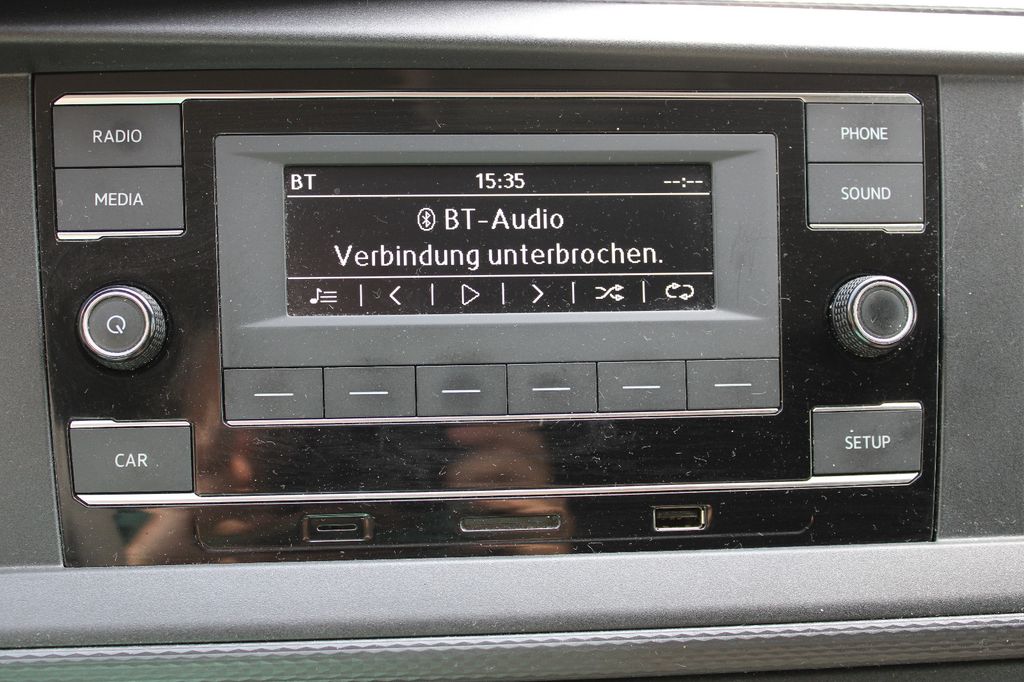 RADIO
MEDIA
BT 15:35 --:--
BT-Audio
Verbindung unterbrochen.
PHONE
SOUND
CAR
SETUP